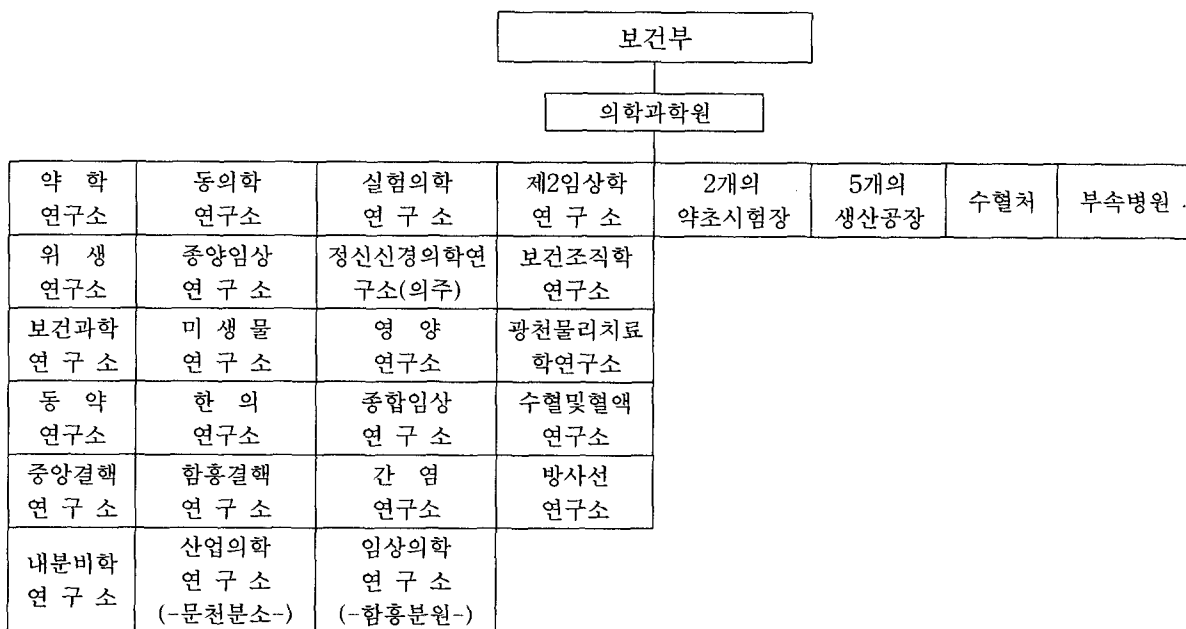 보건부
의학과학원
약 학
연구소
동의학
연구소
실험의학
연 구 소
제2임상학
연 구 소
2개의
약초시험장
5개의
생산공장
수혈처
부속병원
위 생
연구소
종양임상
연 구 소
정신신경의학연
구소(의주)
보건조직학
연구소
보건과학
연 구 소
미 생 물
연 구 소
영 양
연구소
광천물리치료
학연구소
동 약
연구소
한 의
연구소
종합임상
연 구 소
수혈및혈액
연구소
중앙결핵
연 구 소
함흥결핵
연 구 소
간 염
연구소
방사선
연구소
내분비학
연 구 소
산업의학
연 구 소
(-문천분소-)
임상의학
연 구 소
(-함흥분원-)